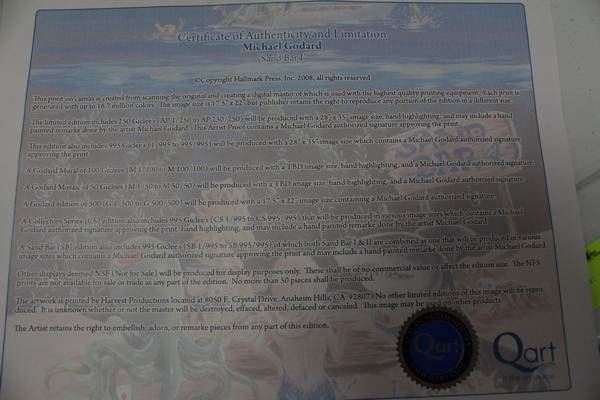 Certificate of Authenticity and Limitation
Michael Godard
"Sand Bar I"
©Copyright Hallmark Press, Inc. 2008, all rights reserved
This print on canvas is created from scanning the original and creating a digital master of which is used with the highest quality printing equipment. Each print is
generated with up to 16.7 million colors. The image size is 17.5" x 22" but publisher retains the right to reproduce any portion of the edition in a different size.
The limited edition includes 250 Giclee's (AP 1/250 to AP 250/250) will be produced with a 28" x 35" image size, hand highlighting, and may include a hand
painted remarke done by the artist Michael Godard. This Artist Proof contains a Michael Godard authorized signature approving the print.
This edition also includes 995 Giclee's (1/995 to 995/995) will be produced with a 28" x 35" image size which contains a Michael Godard authorized signature
approving the print.
A Godard Mural of 100 Giclee's (M 1/100 to M 100/100) will be produced with a TBD image size, hand highlighting, and a Michael Godard authorized signature.
A Godard Mosaic of 50 Giclee's (M 1/50 to M 50/50) will be produced with a TBD image size, hand highlighting, and a Michael Godard authorized signature.
A Godard edition of 300 (G 1/300 to G 300/300) will be produced with a 17.5" x 22" image size containing a Michael Godard authorized signature.
A Collectors Series (CS) edition also includes 995 Giclee's (CS 1/995 to CS 995/995) that will be produced in various image sizes which contains a Michael
Godard authorized signature approving the print, hand highlighting, and may include a hand painted remarke done by the artist Michael Godard.
A Sand Bar (SB) edition also includes 995 Giclee's (SB 1/995 to SB 995/995) of which both Sand Bar I & II are combined as one that will be produced in various
image sizes which contains a Michael Godard authorized signature approving the print and may include a hand painted remarke done by the artist Michael Godard
Other displays deemed NSF (Not for Sale) will be produced for display purposes only. These shall be of no commercial value or affect the edition size. The NFS
prints are not available for sale or trade as any part of the edition. No more than 50 pieces shall be produced.
The artwork is printed by Harvest Productions located at 8050 E. Crystal Drive, Anaheim Hills, CA 92807. No other limited editions of this image will be repro-
duced. It is unknown whether or not the master will be destroyed, effaced, altered, defaced or canceled. This image may be used on other products.
The Artist retains the right to embellish, adorn, or remarke pieces from any part of this edition.
Qart
Qart